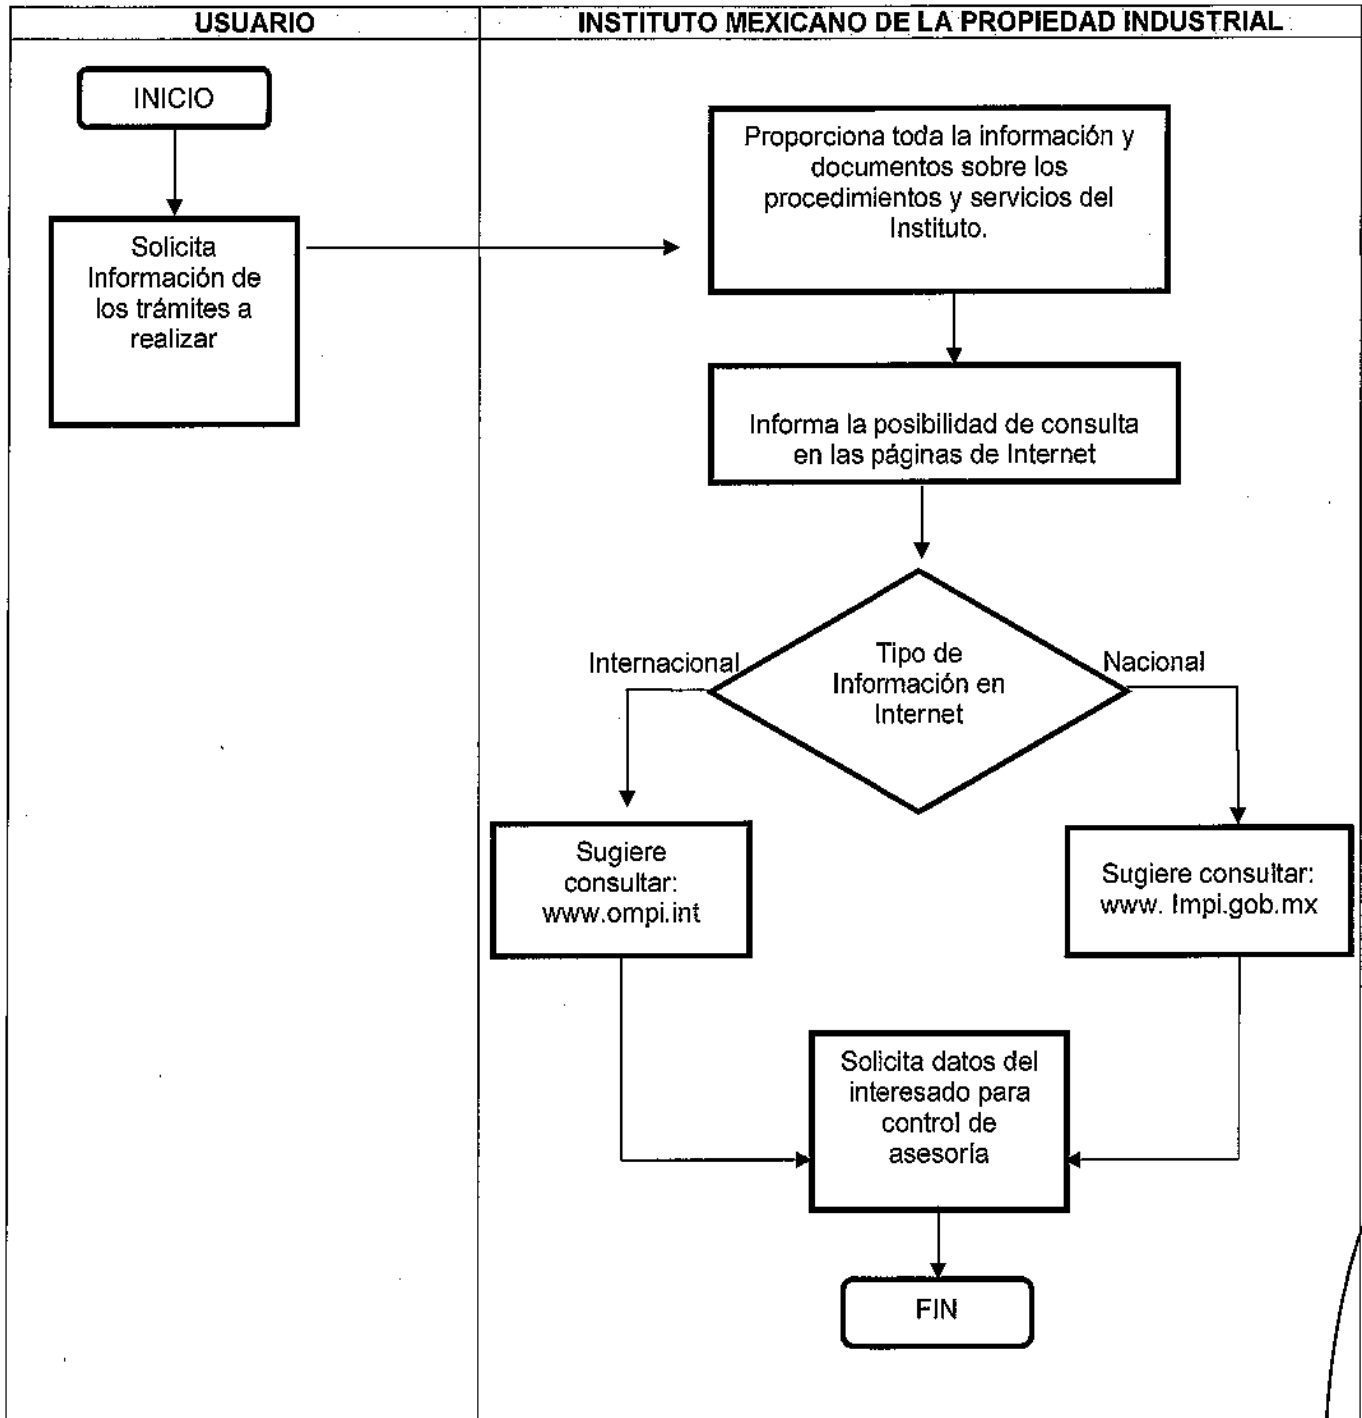 USUARIO
INSTITUTO MEXICANO DE LA PROPIEDAD INDUSTRIAL
INICIO
Solicita
Información de
los trámites a
realizar
Proporciona toda la información y
documentos sobre los
procedimientos y servicios del
Instituto.
Informa la posibilidad de consulta
en las páginas de Internet
Tipo de
Información en
Internet
Internacional
Nacional
Sugiere
consultar:
www.ompi.int
Sugiere consultar:
www. Impi.gob.mx
Solicita datos del
interesado para
control de
asesoría
FIN